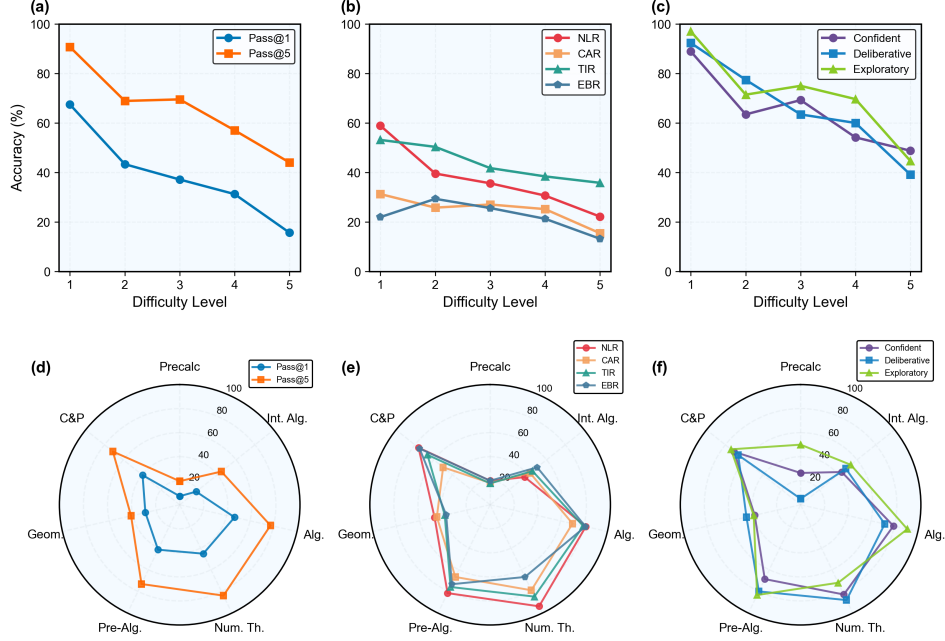 (a)
100
80
60
40
20
0
Accuracy (%)
1 2 3 4 5
Difficulty Level
Pass@1
Pass@5
(b)
100
80
60
40
20
0
1 2 3 4 5
Difficulty Level
NLR
CAR
TIR
EBR
(c)
100
80
60
40
20
0
1 2 3 4 5
Difficulty Level
Confident
Deliberative
Exploratory
(d)
Precalc
Pass@1
Pass@5
C&P
Int. Alg.
100
80
60
40
20
Geom.
Alg.
Pre-Alg.
Num. Th.
(e)
Precalc
NLR
CAR
TIR
EBR
C&P
Int. Alg.
100
80
60
40
20
Geom.
Alg.
Pre-Alg.
Num. Th.
(f)
Precalc
Confident
Deliberative
Exploratory
C&P
Int. Alg.
100
80
60
40
20
Geom.
Alg.
Pre-Alg.
Num. Th.